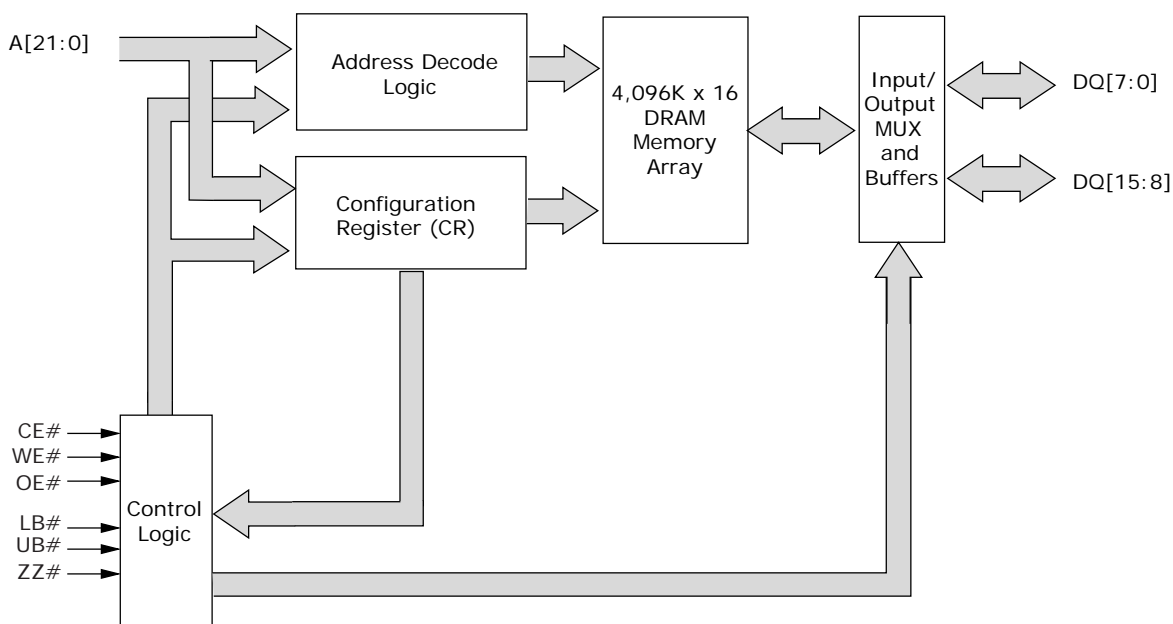 A[21:0]
Address Decode
Logic
4,096K x 16
DRAM
Memory
Array
Input/
Output
MUX
and
Buffers
DQ[7:0]
DQ[15:8]
Configuration
Register (CR)
CE#
WE#
OE#
LB#
UB#
ZZ#
Control
Logic